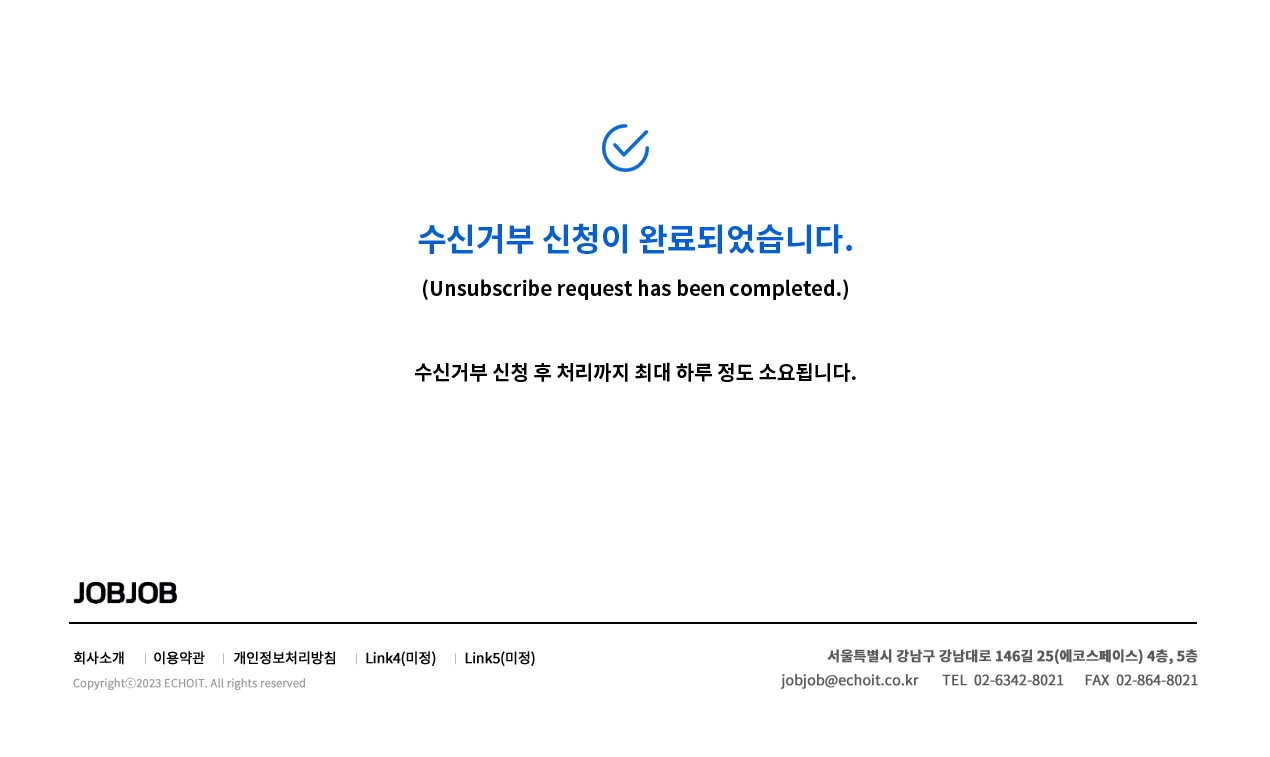 수신거부 신청이 완료되었습니다.
(Unsubscribe request has been completed.)
수신거부 신청 후 처리까지 최대 하루 정도 소요됩니다.
JOBJOB
회사소개 이용약관 개인정보처리방침 Link4(미정) Link5(미정)
Copyrightⓒ2023 ECHOIT. All rights reserved
서울특별시 강남구 강남대로 146길 25(에코스페이스) 4층, 5층
jobjob@echoit.co.kr TEL 02-6342-8021 FAX 02-864-8021